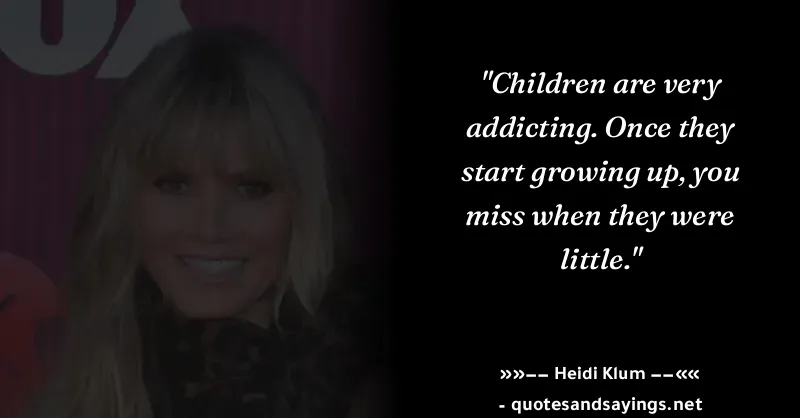 "Children are very
addicting. Once they
start growing up, you
miss when they were
little."
»»−− Heidi Klum −−««
- quotesandsayings.net